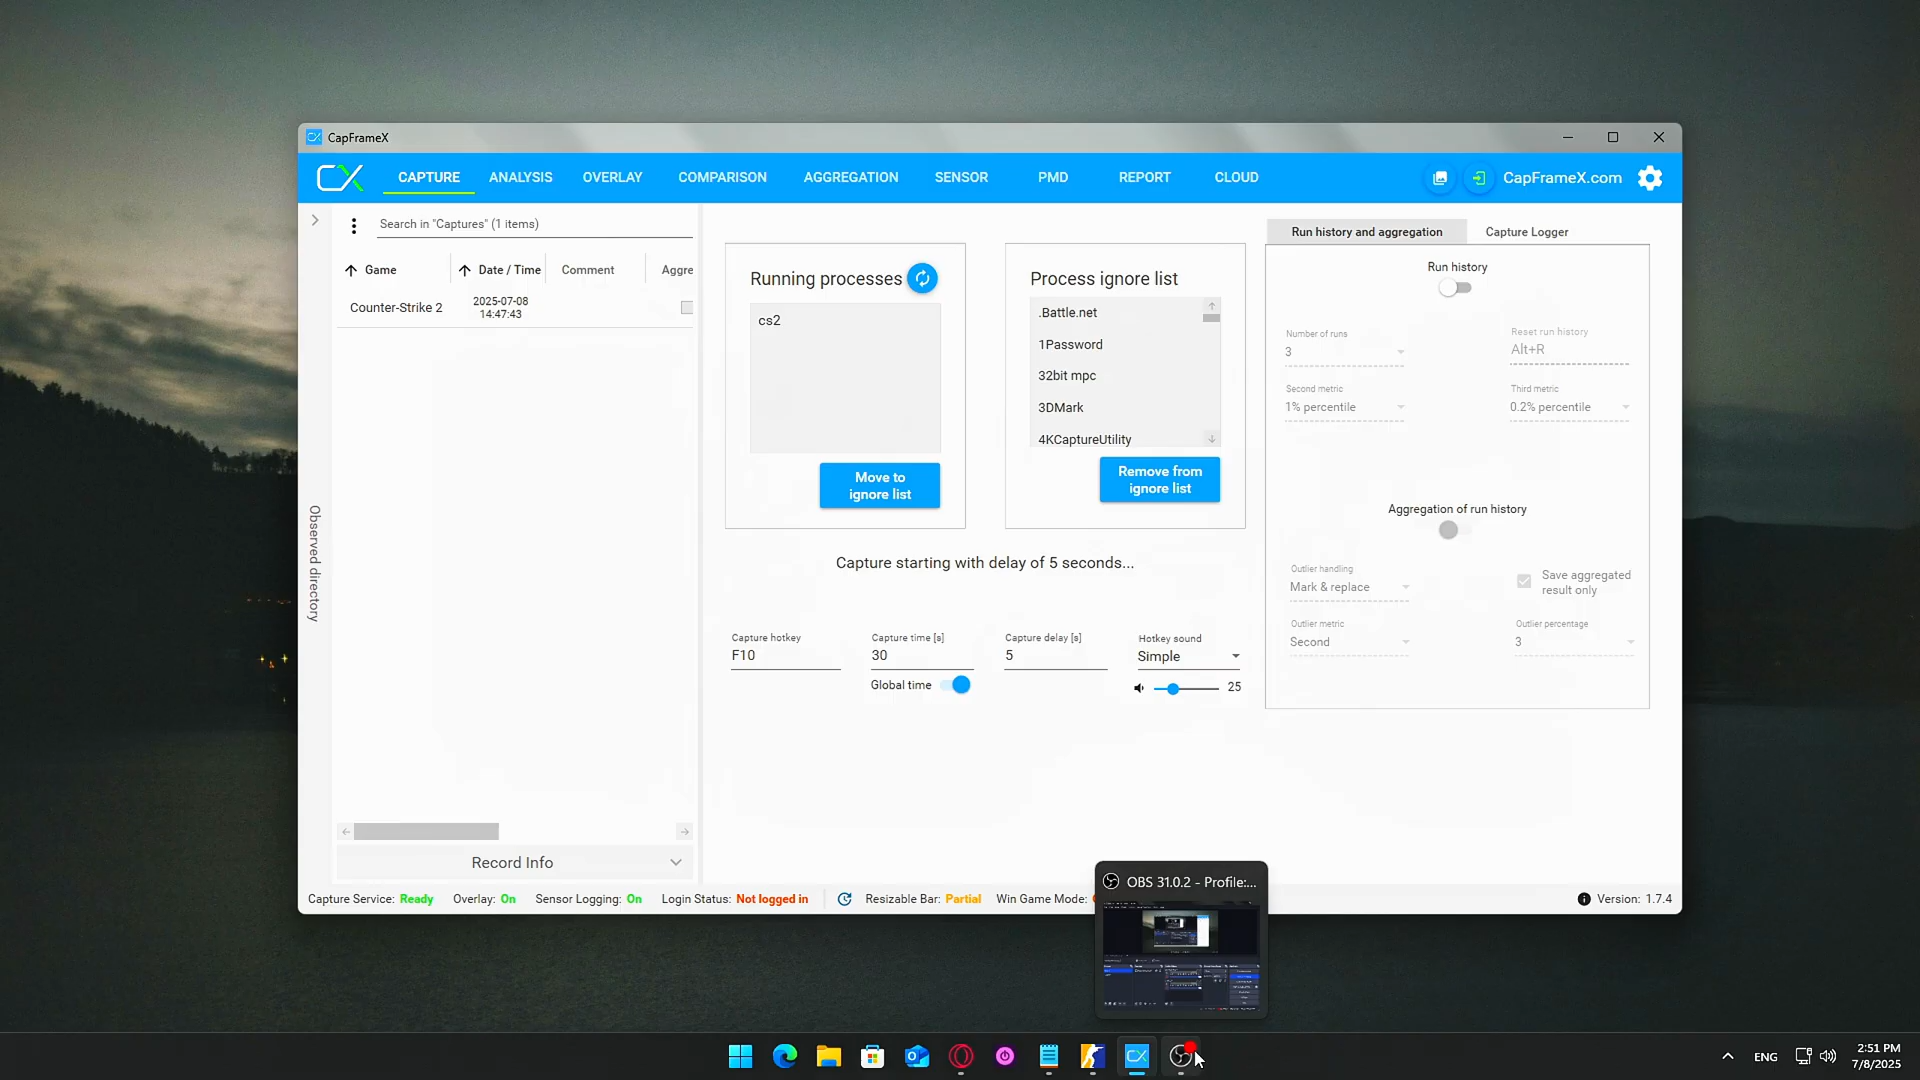 CapFrameX
CX
CAPTURE
ANALYSIS
OVERLAY
COMPARISON
AGGREGATION
SENSOR
PMD
REPORT
CLOUD
CapFrameX.com
Search in "Captures" (1 items)
Game
Date / Time
Comment
Aggre
Counter-Strike 2
2025-07-08
14:47:43
Observed directory
Record Info
Running processes
cs2
Move to
ignore list
Process ignore list
.Battle.net
1Password
32bit mpc
3DMark
4KCaptureUtility
Remove from
ignore list
Capture starting with delay of 5 seconds...
Capture hotkey
F10
Capture time [s]
30
Global time
Capture delay [s]
5
Hotkey sound
Simple
25
Run history and aggregation
Capture Logger
Run history
Number of runs
3
Reset run history
Alt+R
Second metric
1% percentile
Third metric
0.2% percentile
Aggregation of run history
Outlier handling
Mark & replace
Save aggregated
result only
Outlier metric
Second
Outlier percentage
3
Capture Service: Ready
Overlay: On
Sensor Logging: On
Login Status: Not logged in
Resizable Bar: Partial
Win Game Mode:
Version: 1.7.4
OBS 31.0.2 - Profile:...
CX
ENG
2:51 PM
7/8/2025